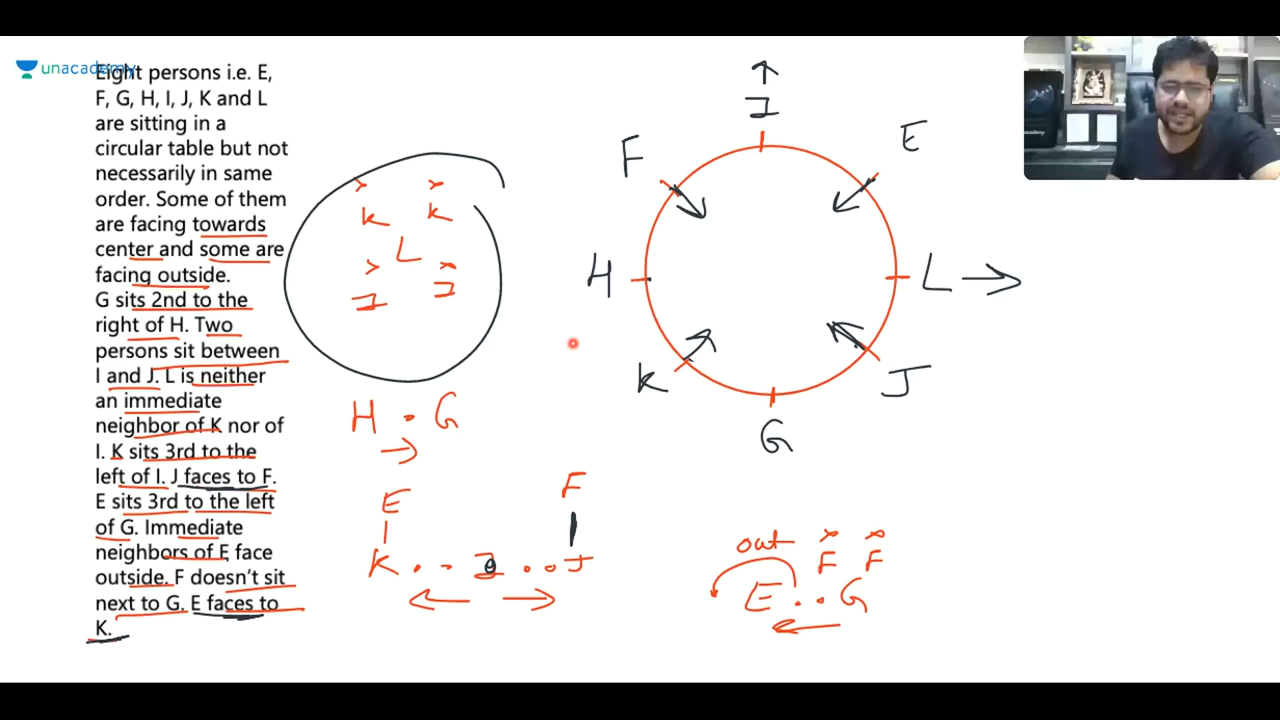 unacademy
Eight persons i.e. E,
F, G, H, I, J, K and L
are sitting in a
circular table but not
necessarily in same
order. Some of them
are facing towards
center and some are
facing outside.
G sits 2nd to the
right of H. Two
persons sit between
I and J. L is neither
an immediate
neighbor of K nor of
I. K sits 3rd to the
left of I. J faces to F.
E sits 3rd to the left
of G. Immediate
neighbors of E face
outside. F doesn't sit
next to G. E faces to
K.
x x
K K
L
x x
I I
H . G
E F
K . . I . . J
I
F E
H L
K J
G
out x x
F F
E . . G